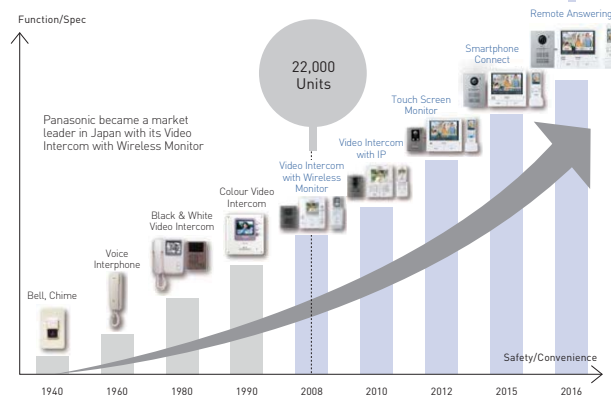 Function/Spec
Remote Answering
Smartphone
Connect
22,000
Units
Touch Screen
Monitor
Panasonic became a market
leader in Japan with its Video
Intercom with Wireless Monitor
Video Intercom
with IP
Video Intercom
with Wireless
Monitor
Colour Video
Intercom
Black & White
Video Intercom
Voice
Interphone
Bell, Chime
Safety/Convenience
1940
1960
1980
1990
2008
2010
2012
2015
2016